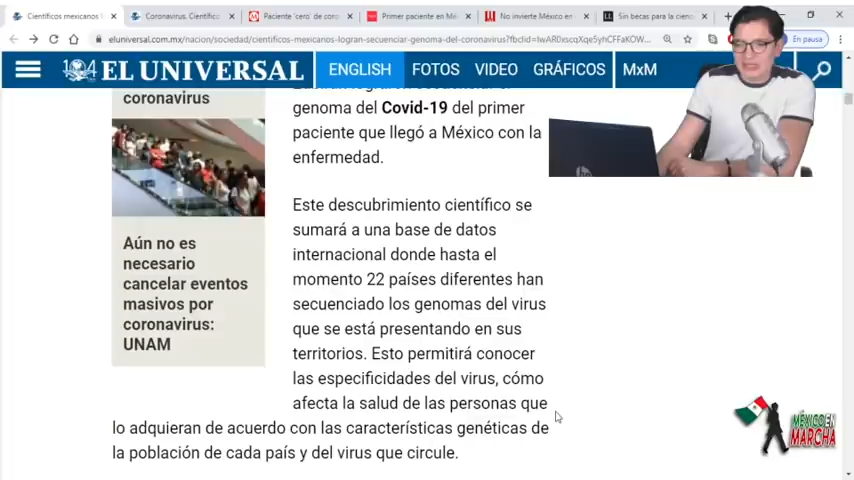 Científicos mexicanos l
Coronavirus. Científico
Paciente 'cero' de coro
Primer paciente en Mé
No invierte México en
Sin becas para la cienc
eluniversal.com.mx/nacion/sociedad/cientificos-mexicanos-logran-secuenciar-genoma-del-coronavirus?fbclid=IwAR0xscqXqe5yhCFFaKOW...
En pausa
104 EL UNIVERSAL
ENGLISH
FOTOS
VIDEO
GRÁFICOS
MxM
coronavirus
Aún no es
necesario
cancelar eventos
masivos por
coronavirus:
UNAM
genoma del Covid-19 del primer
paciente que llegó a México con la
enfermedad.
Este descubrimiento científico se
sumará a una base de datos
internacional donde hasta el
momento 22 países diferentes han
secuenciado los genomas del virus
que se está presentando en sus
territorios. Esto permitirá conocer
las especificidades del virus, cómo
afecta la salud de las personas que
lo adquieran de acuerdo con las características genéticas de
la población de cada país y del virus que circule.
hp
MÉXICO EN
MARCHA